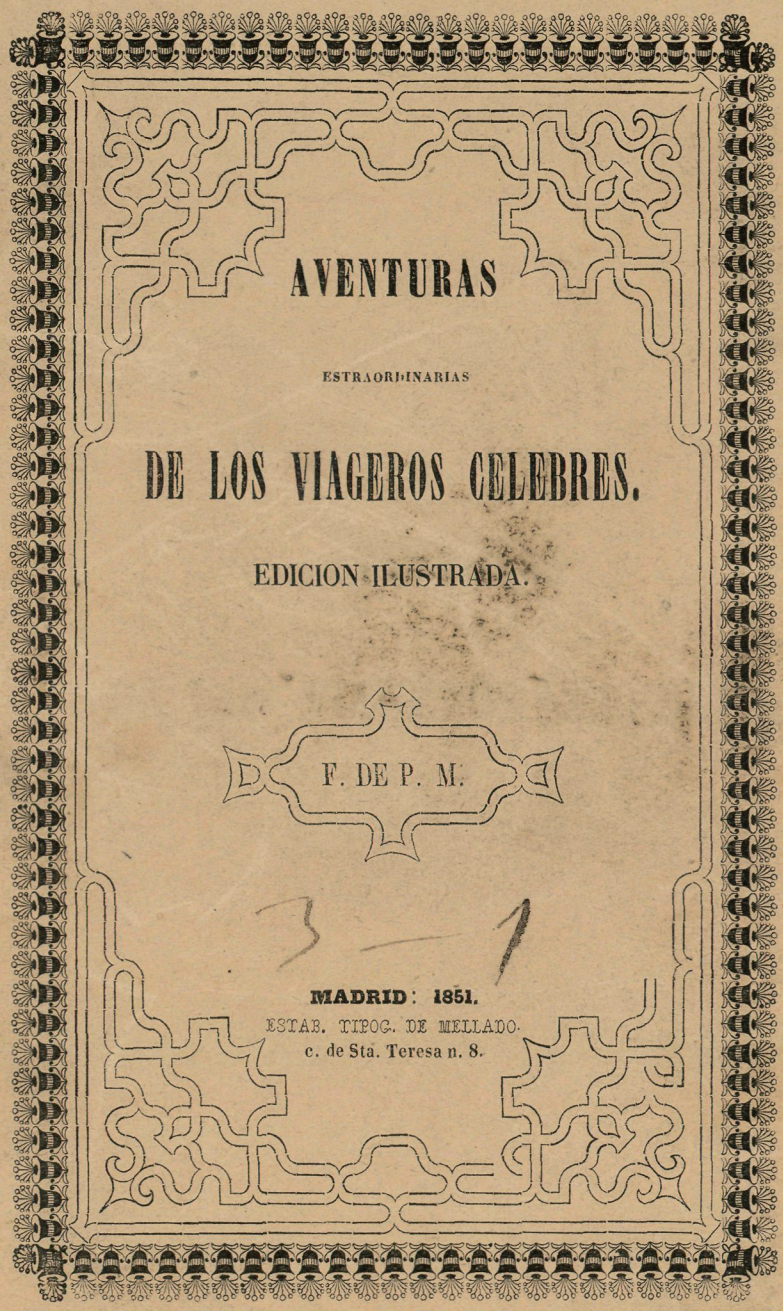 AVENTURAS
ESTRAORDINARIAS
DE LOS VIAGEROS CELEBRES.
EDICION ILUSTRADA.
F. DE P. M.
3 — 1
MADRID: 1851.
ESTAB. TIPOG. DE MELLADO.
c. de Sta. Teresa n. 8.